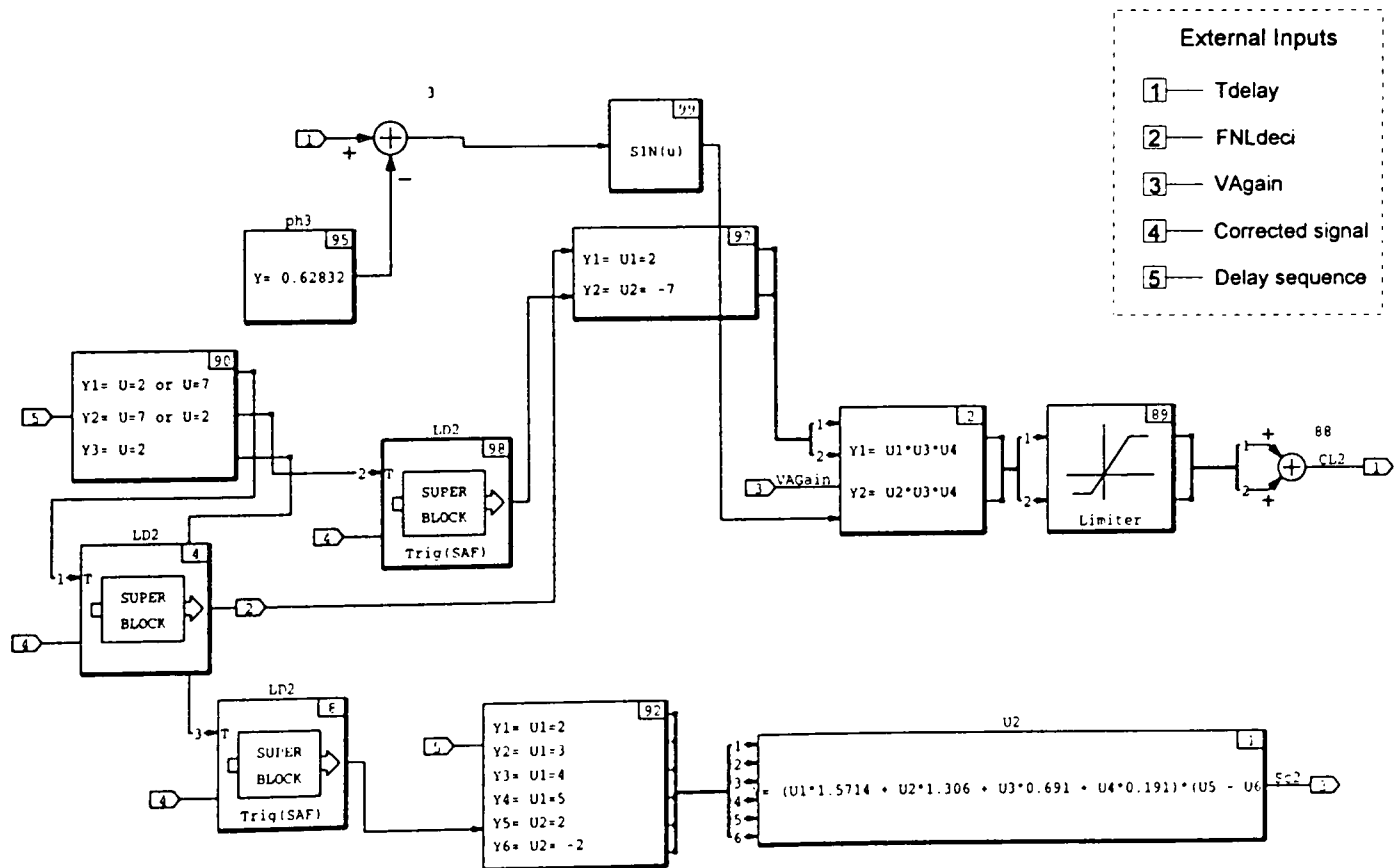 External Inputs
1 Tdelay
2 FNLdeci
3 VAgain
4 Corrected signal
5 Delay sequence
3
1
+
-
99
SIN(u)
ph3
95
Y= 0.62832
97
Y1= U1=2
Y2= U2= -7
90
Y1= U=2 or U=7
Y2= U=7 or U=2
Y3= U=2
5
LD2
98
2 T
SUPER
BLOCK
Trig(SAF)
4
2
1
2
Y1= U1*U3*U4
Y2= U2*U3*U4
3 VAGain
89
1
2
Limiter
88
1 +
2 +
CL2
1
LD2
4
1 T
SUPER
BLOCK
4
2
LD2
8
3 T
SUPER
BLOCK
Trig(SAF)
4
92
Y1= U1=2
Y2= U1=3
Y3= U1=4
Y4= U1=5
Y5= U2=2
Y6= U2= -2
5
U2
1
2
3
4
5
6
= (U1*1.5714 + U2*1.306 + U3*0.691 + U4*0.191)*(U5 - U6